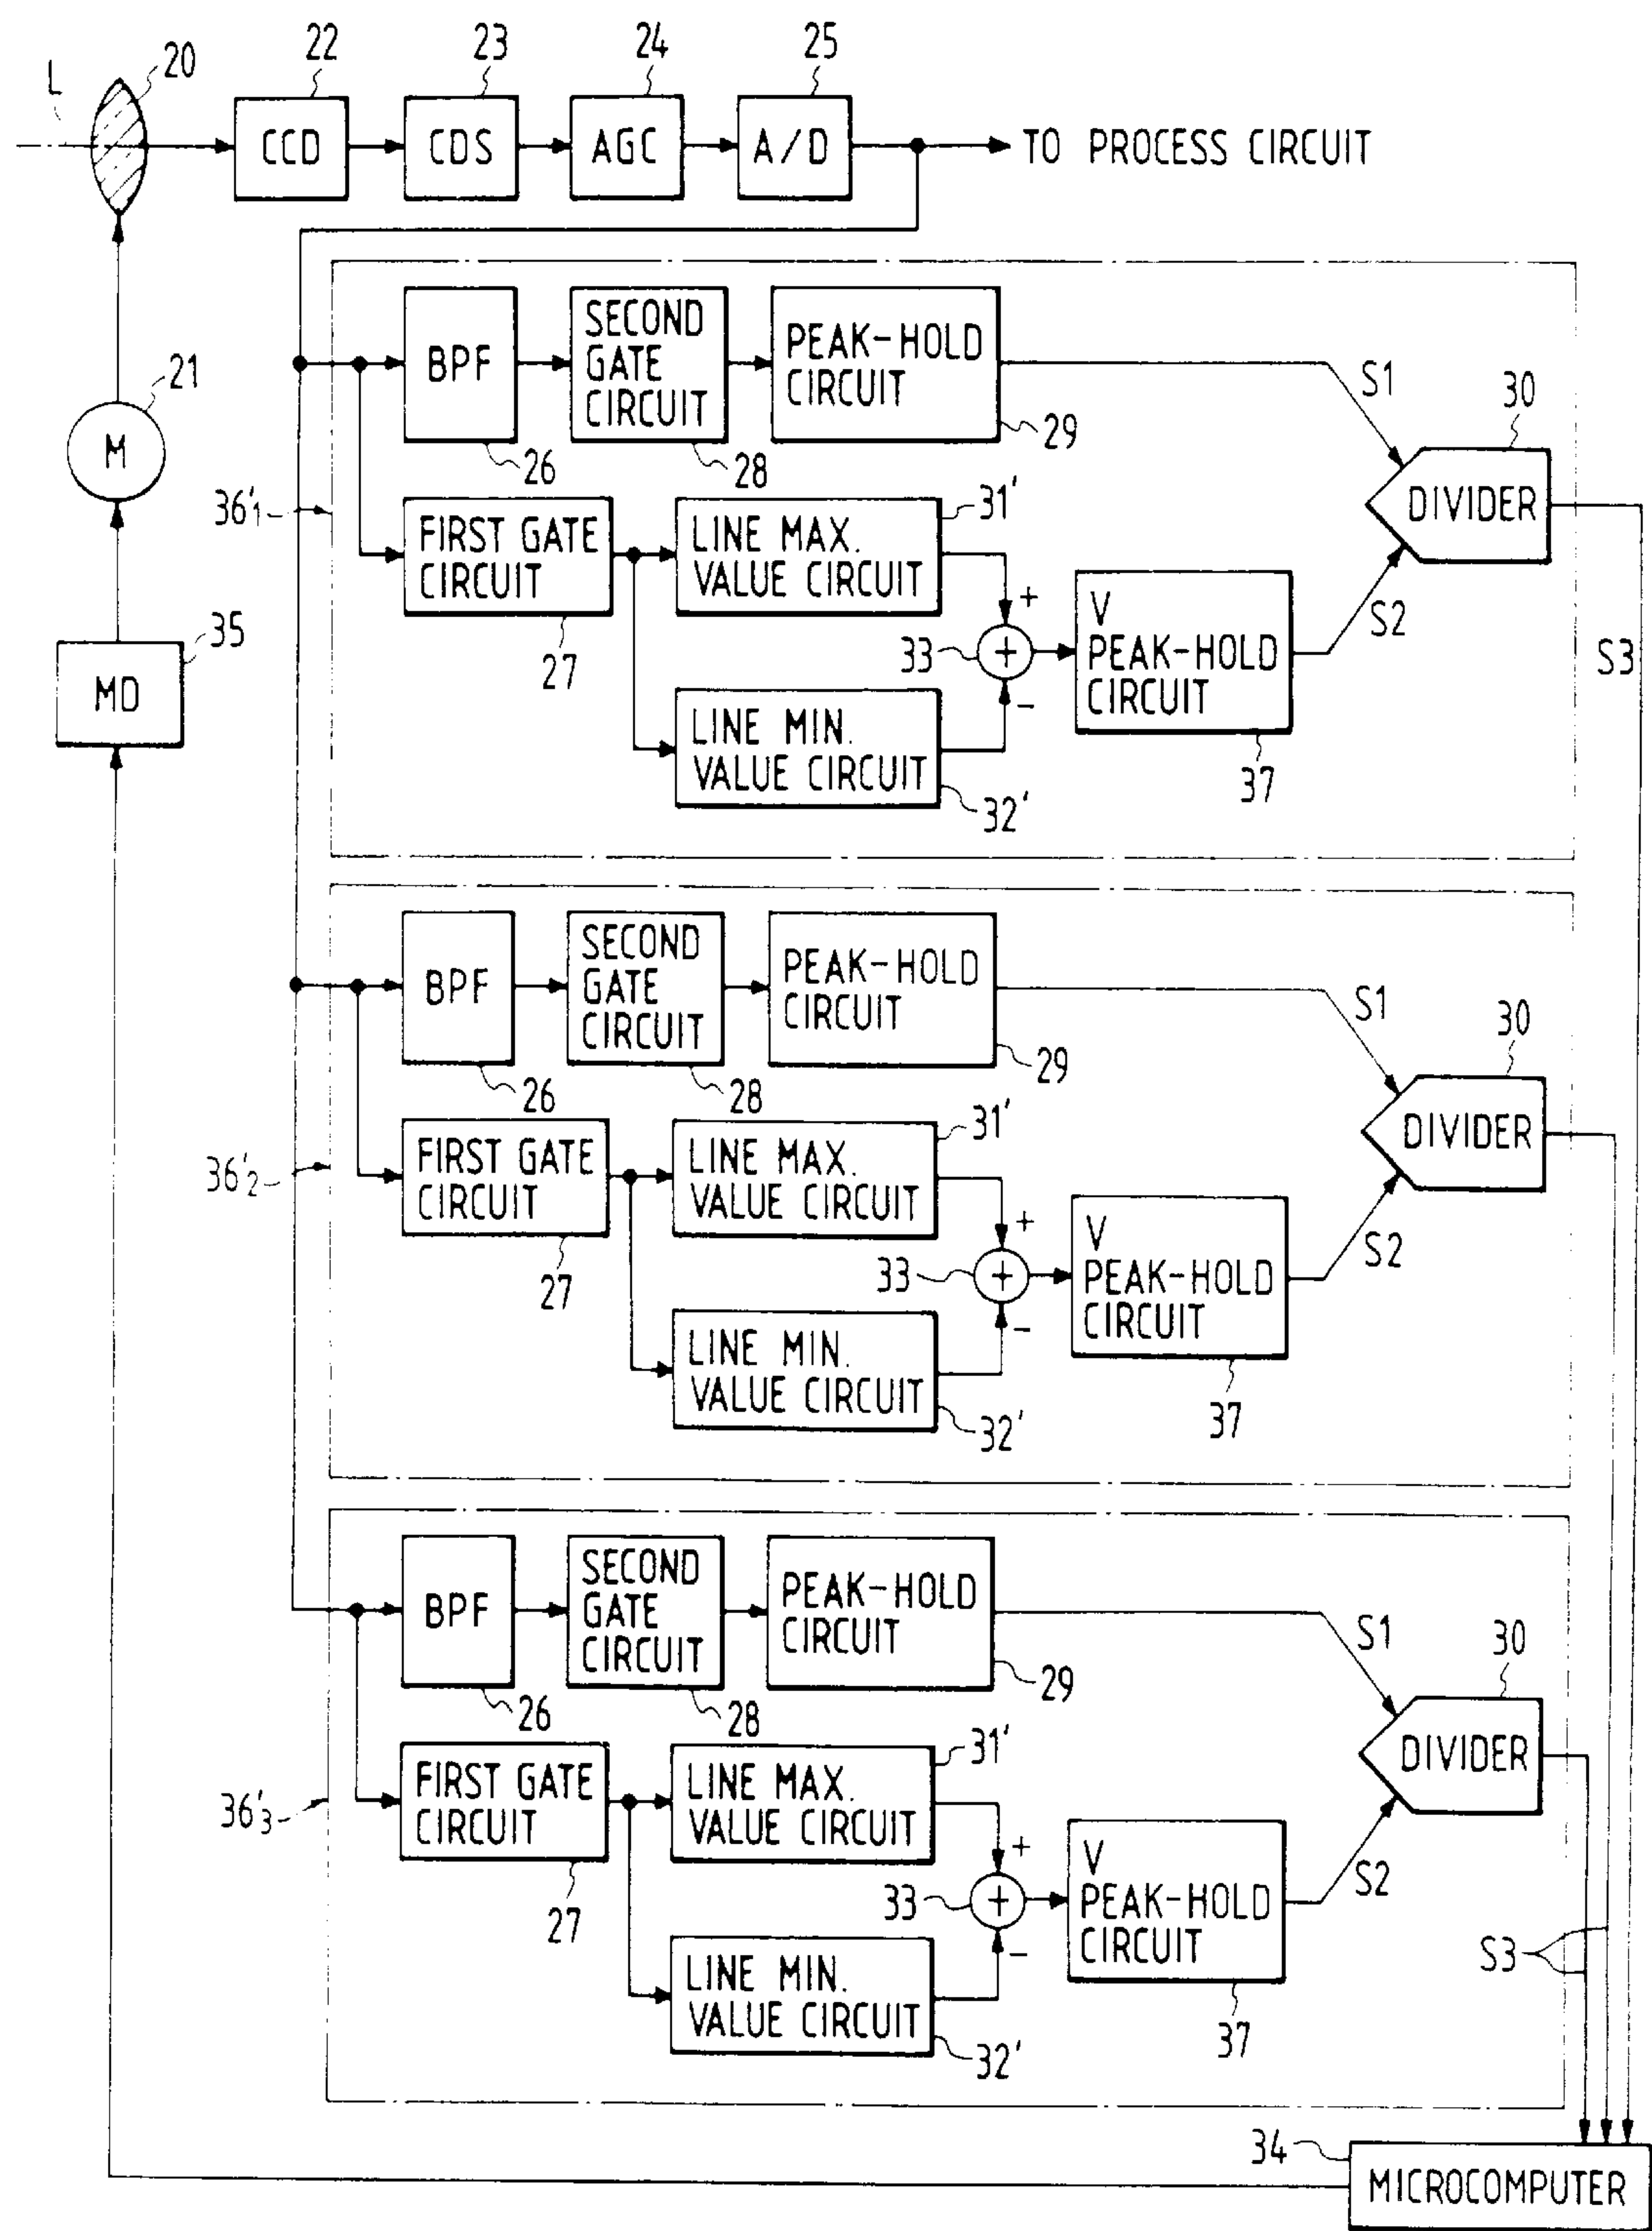 L
20
22
23
24
25
CCD
CDS
AGC
A/D
TO PROCESS CIRCUIT
21
M
35
MD
36'1
BPF
26
SECOND
GATE
CIRCUIT
28
PEAK-HOLD
CIRCUIT
29
S1
30
DIVIDER
FIRST GATE
CIRCUIT
27
LINE MAX.
VALUE CIRCUIT
31'
+
33
+
-
LINE MIN.
VALUE CIRCUIT
32'
V
PEAK-HOLD
CIRCUIT
37
S2
S3
36'2
BPF
26
SECOND
GATE
CIRCUIT
28
PEAK-HOLD
CIRCUIT
29
S1
30
DIVIDER
FIRST GATE
CIRCUIT
27
LINE MAX.
VALUE CIRCUIT
31'
+
33
+
-
LINE MIN.
VALUE CIRCUIT
32'
V
PEAK-HOLD
CIRCUIT
37
S2
36'3
BPF
26
SECOND
GATE
CIRCUIT
28
PEAK-HOLD
CIRCUIT
29
S1
30
DIVIDER
FIRST GATE
CIRCUIT
27
LINE MAX.
VALUE CIRCUIT
31'
+
33
+
-
LINE MIN.
VALUE CIRCUIT
32'
V
PEAK-HOLD
CIRCUIT
37
S2
S3
34
MICROCOMPUTER